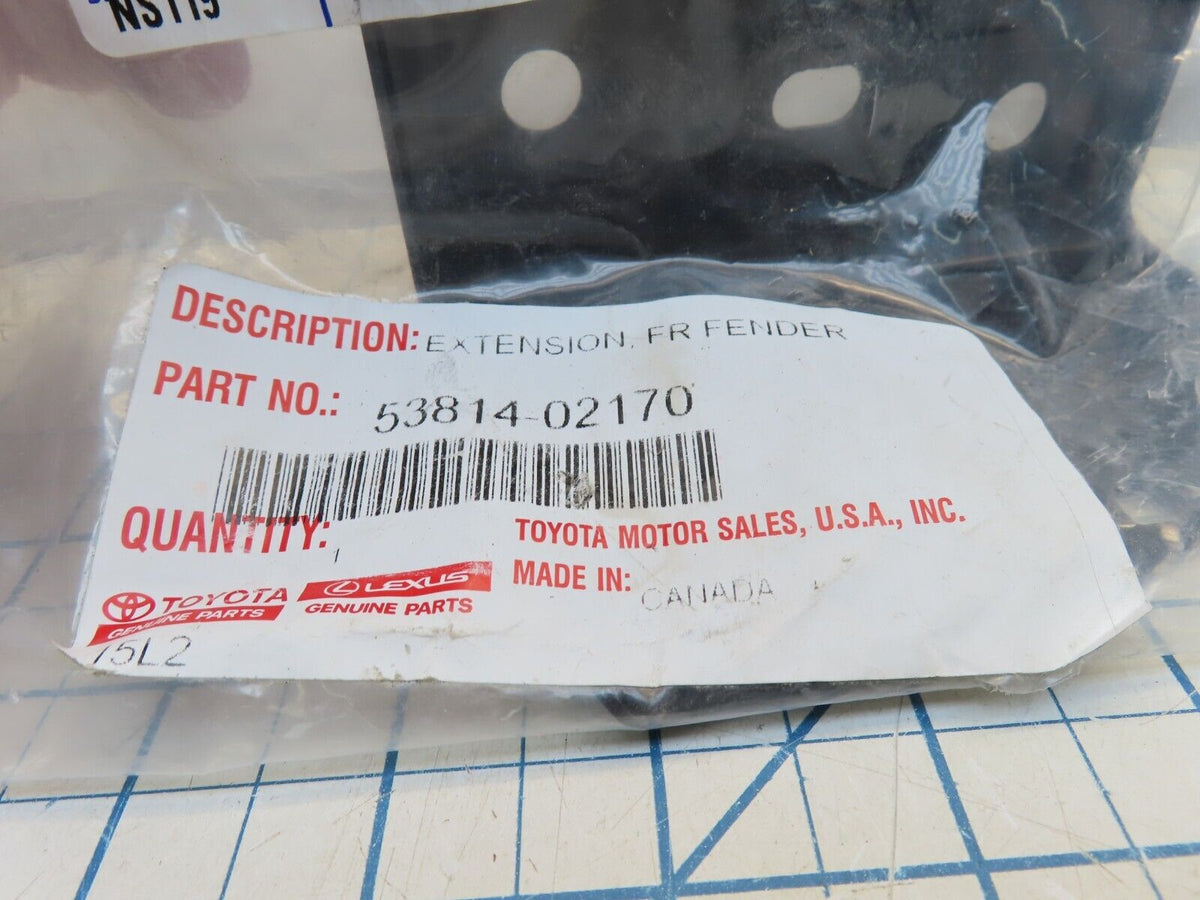 NS119
DESCRIPTION: EXTENSION, FR FENDER
PART NO.: 53814-02170
QUANTITY: 1
TOYOTA MOTOR SALES, U.S.A., INC.
MADE IN: CANADA
TOYOTA
GENUINE PARTS
LEXUS
GENUINE PARTS
75L2